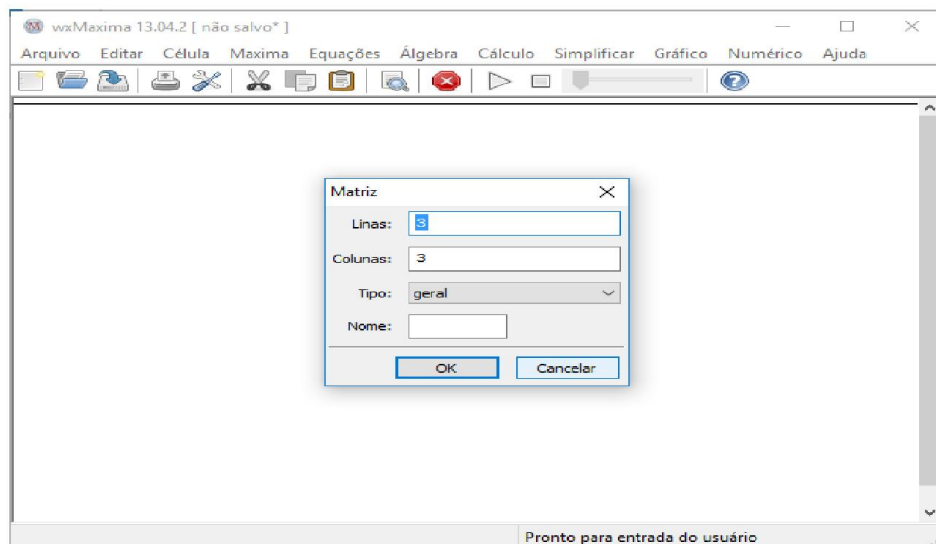 wxMaxima 13.04.2 [ não salvo* ]
Arquivo Editar Célula Maxima Equações Álgebra Cálculo Simplificar Gráfico Numérico Ajuda
Matriz
Linas: 3
Colunas: 3
Tipo: geral
Nome:
OK Cancelar
Pronto para entrada do usuário